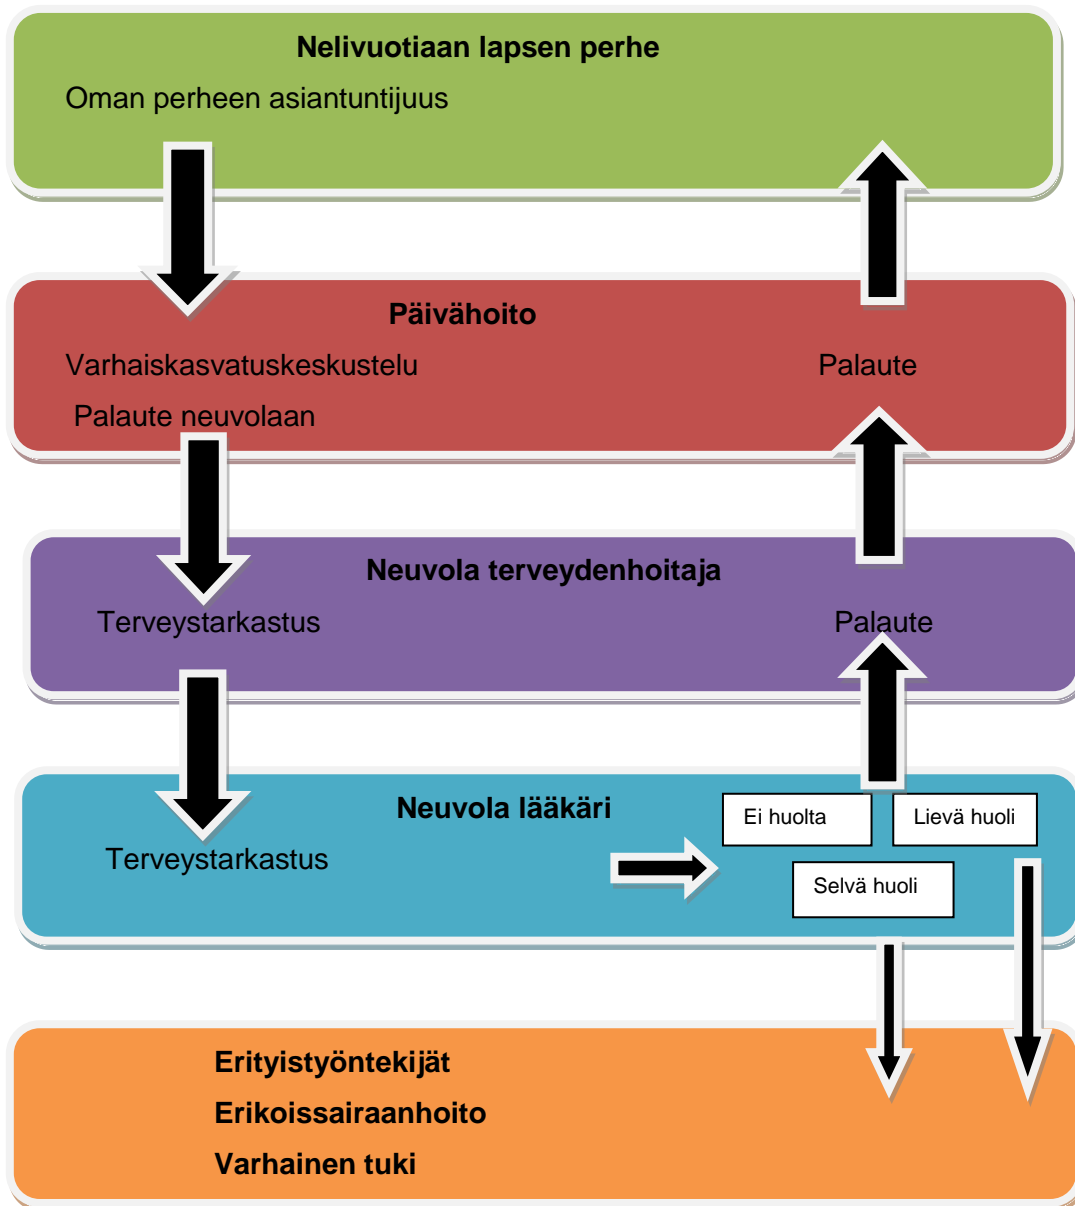 Nelivuotiaan lapsen perhe
Oman perheen asiantuntijuus
Päivähoito
Varhaiskasvatuskeskustelu
Palaute
Palaute neuvolaan
Neuvola terveydenhoitaja
Terveystarkastus
Palaute
Neuvola lääkäri
Ei huolta
Lievä huoli
Terveystarkastus
Selvä huoli
Erityistyöntekijät
Erikoissairaanhoito
Varhainen tuki